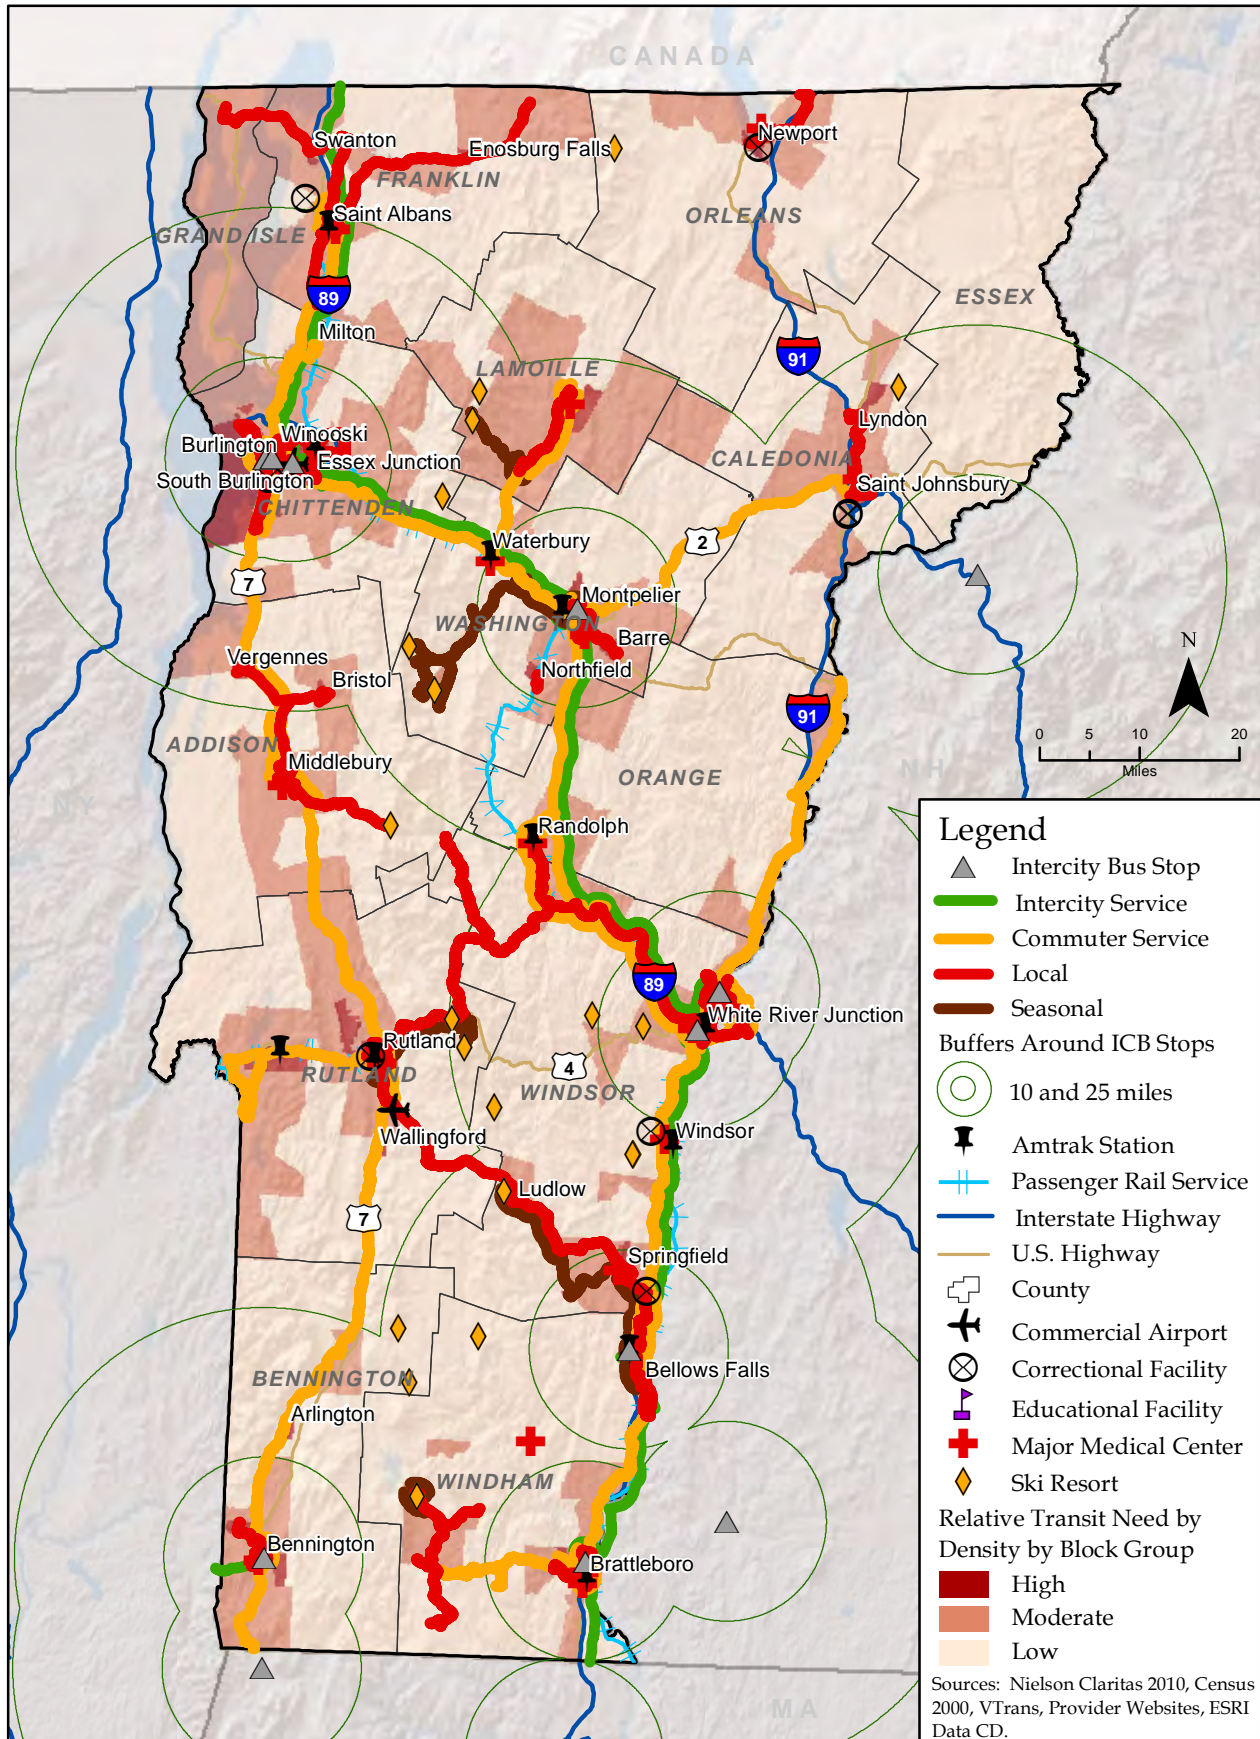 CANADA
Swanton
Enosburg Falls
Newport
FRANKLIN
Saint Albans
ORLEANS
GRAND ISLE
ESSEX
89
Milton
91
LAMOILLE
Lyndon
Winooski
Burlington
Essex Junction
CALEDONIA
South Burlington
Saint Johnsbury
CHITTENDEN
Waterbury
2
7
Montpelier
WASHINGTON
Barre
N
Vergennes
Northfield
Bristol
91
ADDISON
0 5 10 20
Miles
Middlebury
ORANGE
NH
NY
Randolph
89
White River Junction
Rutland
RUTLAND
4
WINDSOR
Wallingford
Windsor
Ludlow
7
Springfield
Bellows Falls
BENNINGTON
Arlington
WINDHAM
Bennington
Brattleboro
MA
Legend
Intercity Bus Stop
Intercity Service
Commuter Service
Local
Seasonal
Buffers Around ICB Stops
10 and 25 miles
Amtrak Station
Passenger Rail Service
Interstate Highway
U.S. Highway
County
Commercial Airport
Correctional Facility
Educational Facility
Major Medical Center
Ski Resort
Relative Transit Need by
Density by Block Group
High
Moderate
Low
Sources: Nielson Claritas 2010, Census
2000, VTrans, Provider Websites, ESRI
Data CD.